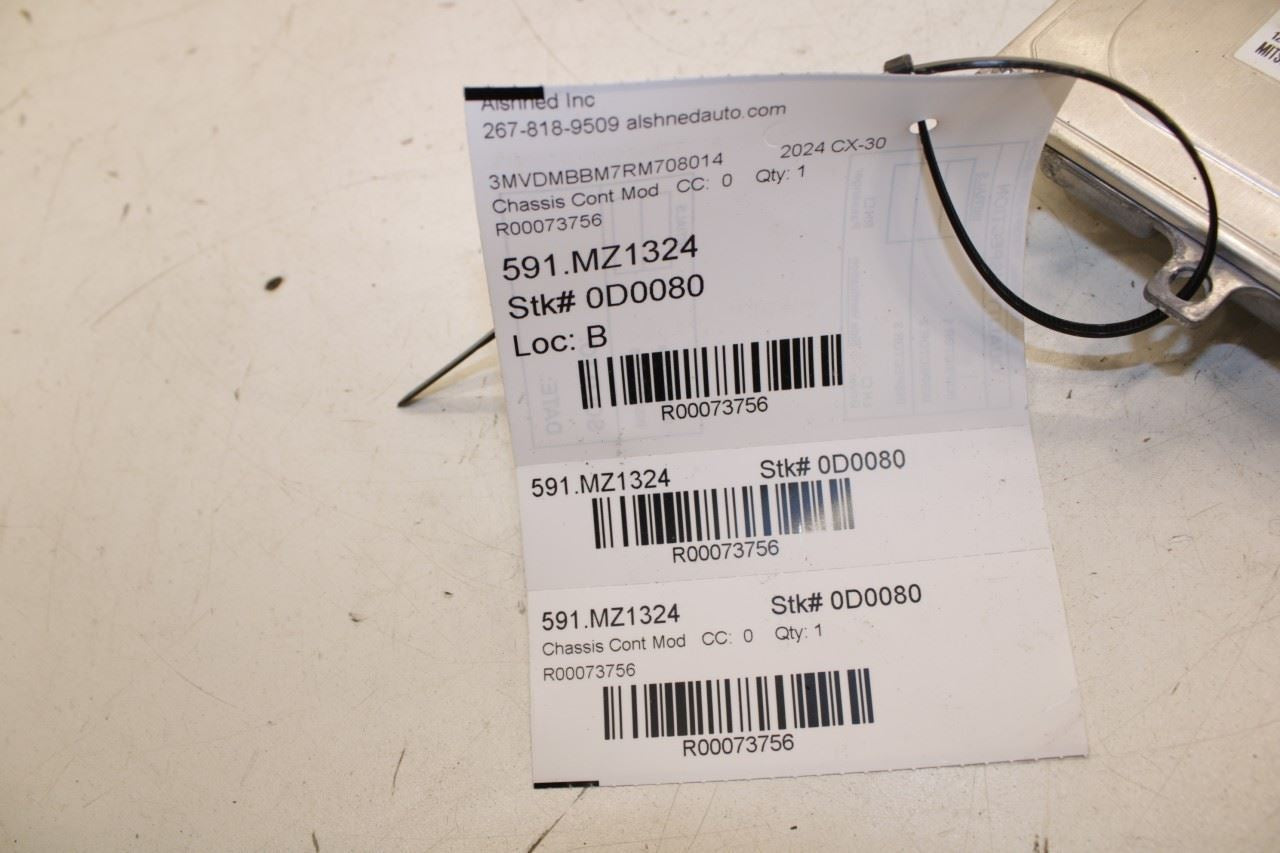 Alshned Inc
267-818-9509 alshnedauto.com
3MVDMBBM7RM708014 2024 CX-30
Chassis Cont Mod CC: 0 Qty: 1
R00073756
591.MZ1324
Stk# 0D0080
Loc: B
R00073756
591.MZ1324 Stk# 0D0080
R00073756
591.MZ1324 Stk# 0D0080
Chassis Cont Mod CC: 0 Qty: 1
R00073756
R00073756
DATE: